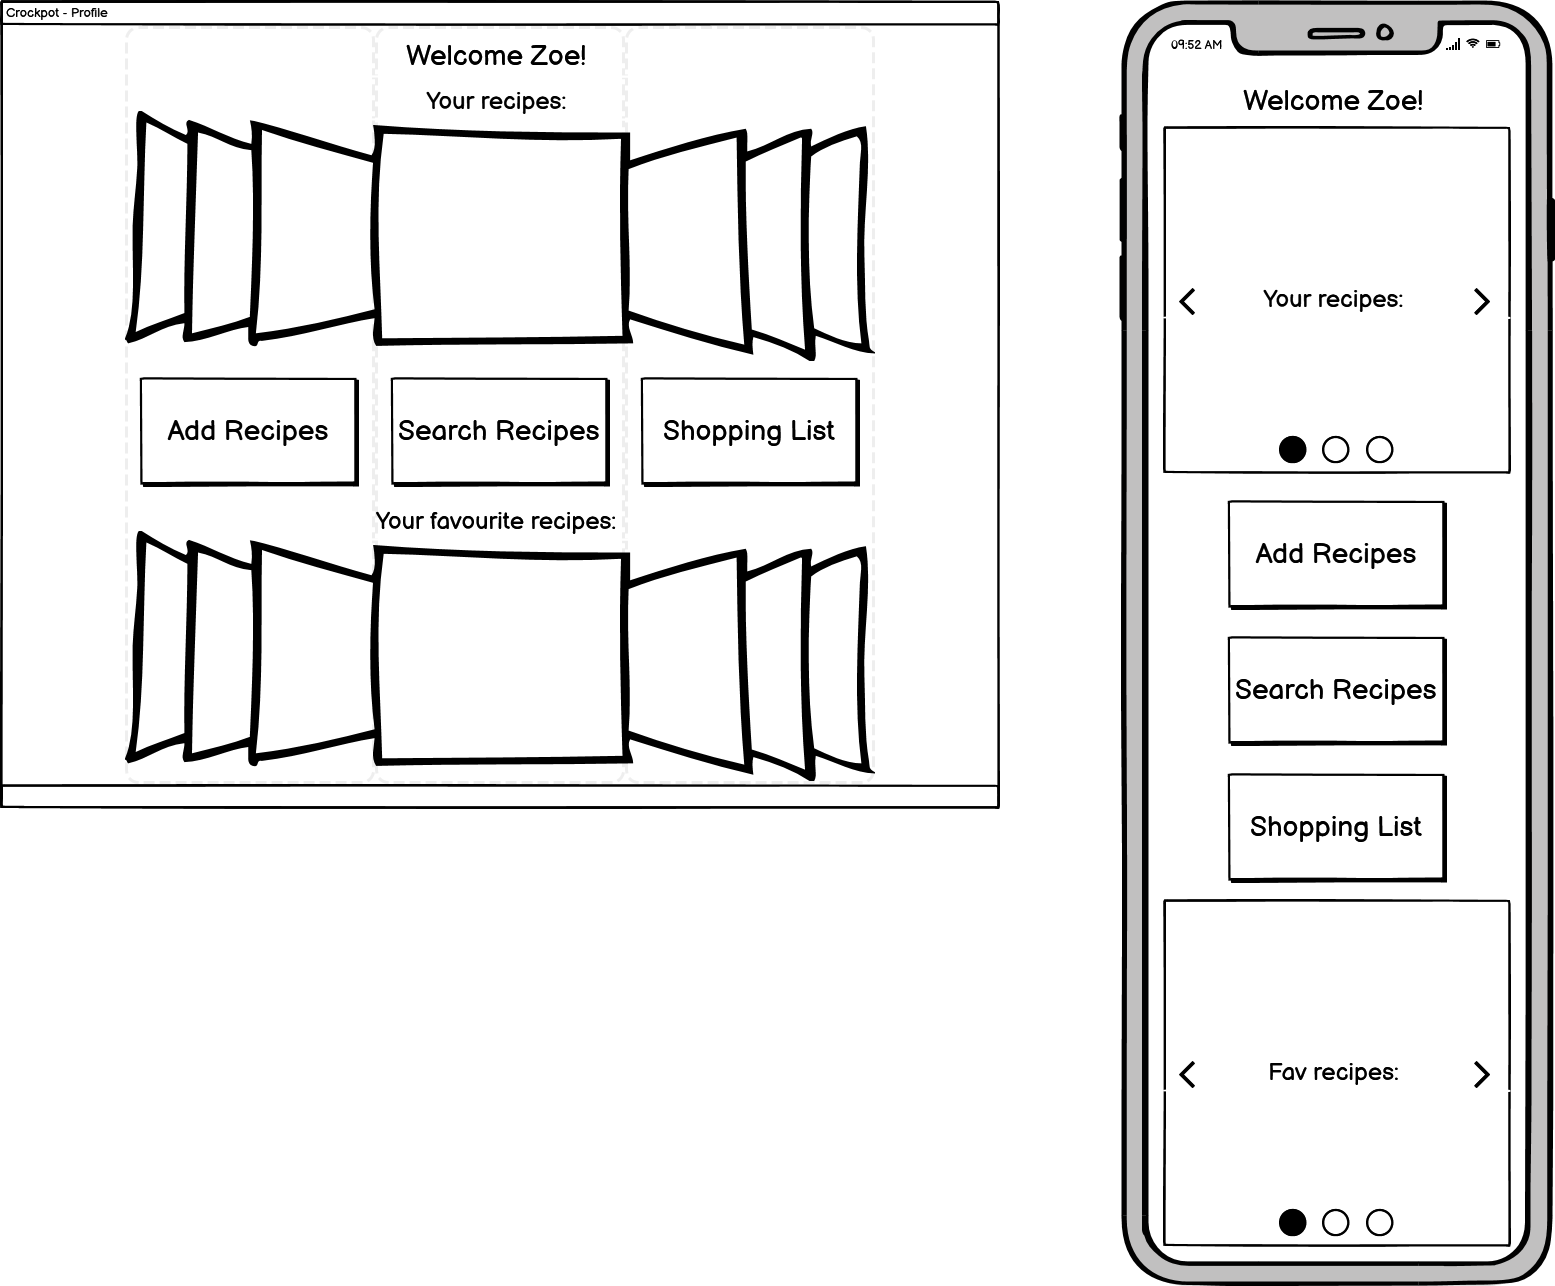 Crockpot - Profile
Welcome Zoe!
Your recipes:
Add Recipes
Search Recipes
Shopping List
Your favourite recipes:
09:52 AM
Welcome Zoe!
Your recipes:
Add Recipes
Search Recipes
Shopping List
Fav recipes: